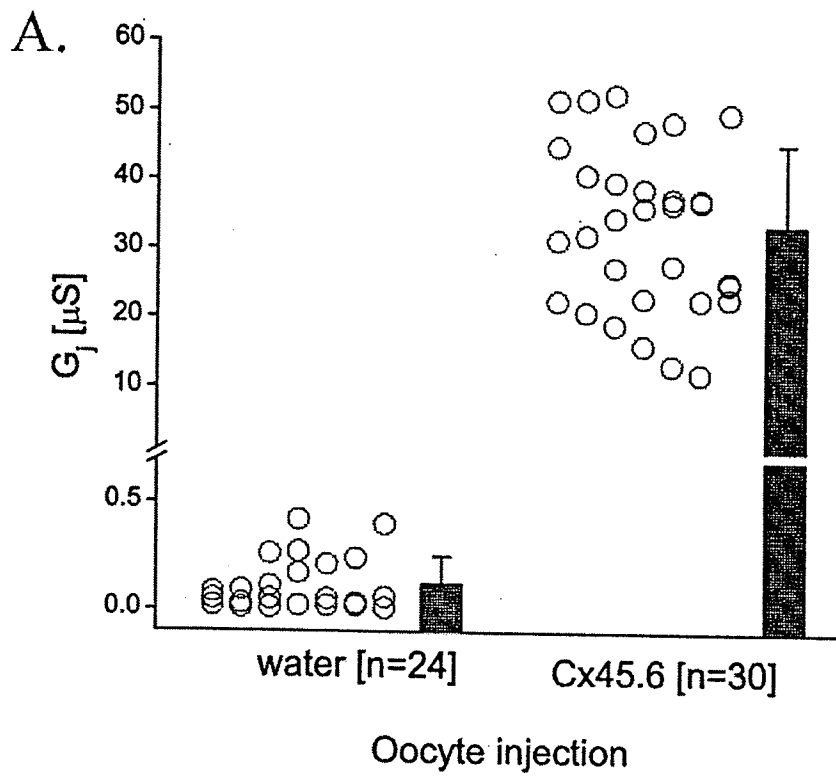 A.
60
50
40
30
20
10
0.5
0.0
Gj [µS]
water [n=24]
Cx45.6 [n=30]
Oocyte injection